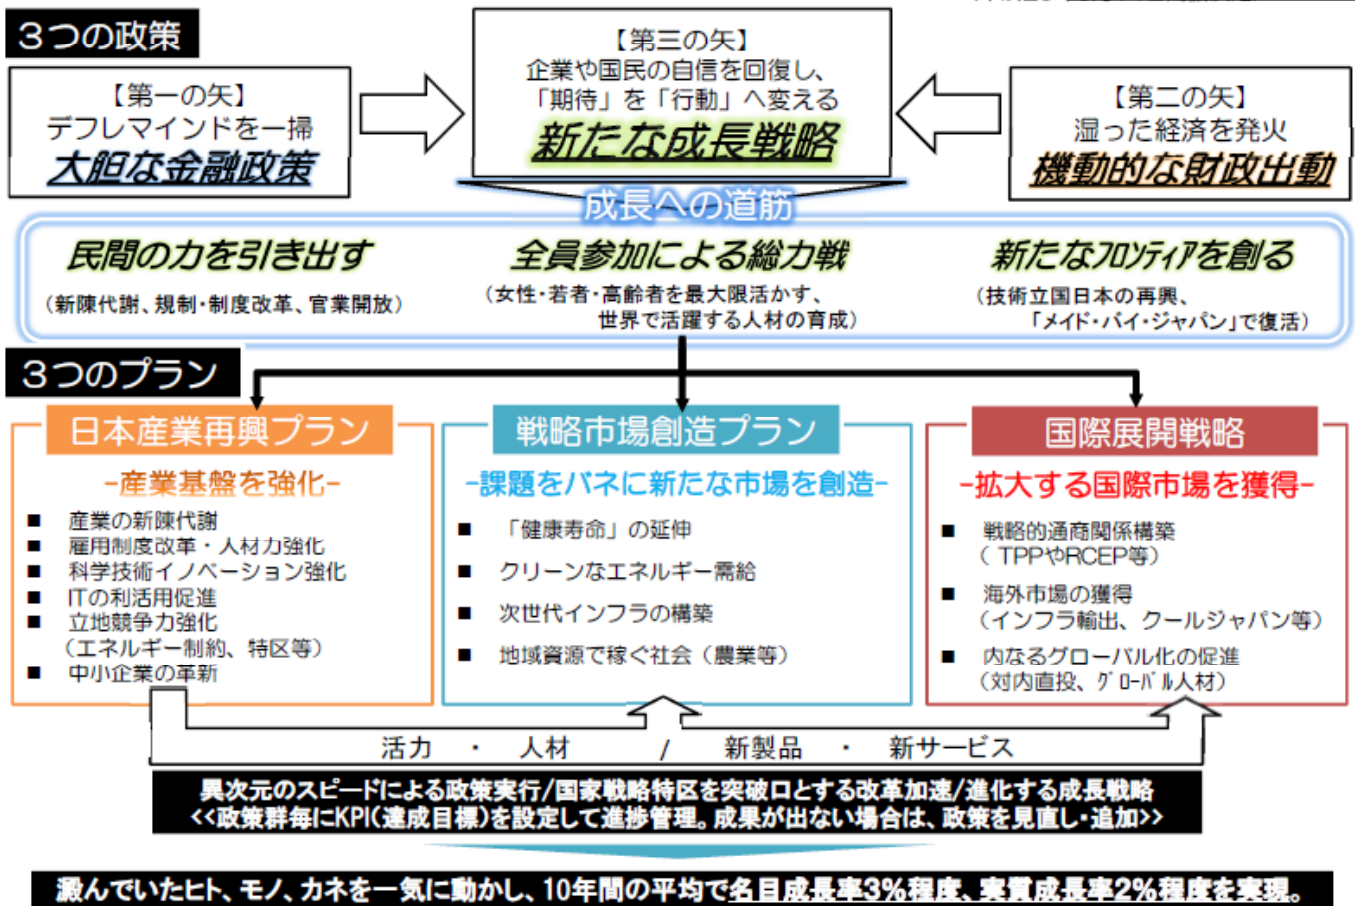 3つの政策
【第一の矢】
デフレマインドを一掃
大胆な金融政策
【第三の矢】
企業や国民の自信を回復し、
「期待」を「行動」へ変える
新たな成長戦略
【第二の矢】
湿った経済を発火
機動的な財政出動
成長への道筋
民間の力を引き出す
(新陳代謝、規制・制度改革、官業開放)
全員参加による総力戦
(女性・若者・高齢者を最大限活かす、
世界で活躍する人材の育成)
新たなフロンティアを創る
(技術立国日本の再興、
「メイド・バイ・ジャパン」で復活)
3つのプラン
日本産業再興プラン
-産業基盤を強化-
■ 産業の新陳代謝
■ 雇用制度改革・人材力強化
■ 科学技術イノベーション強化
■ ITの利活用促進
■ 立地競争力強化
(エネルギー制約、特区等)
■ 中小企業の革新
戦略市場創造プラン
-課題をバネに新たな市場を創造-
■ 「健康寿命」の延伸
■ クリーンなエネルギー需給
■ 次世代インフラの構築
■ 地域資源で稼ぐ社会(農業等)
国際展開戦略
-拡大する国際市場を獲得-
■ 戦略的通商関係構築
( TPPやRCEP等)
■ 海外市場の獲得
(インフラ輸出、クールジャパン等)
■ 内なるグローバル化の促進
(対内直投、グローバル人材)
活力 ・ 人材 / 新製品 ・ 新サービス
異次元のスピードによる政策実行/国家戦略特区を突破口とする改革加速/進化する成長戦略
<<政策群毎にKPI(達成目標)を設定して進捗管理。成果が出ない場合は、政策を見直し・追加>>
澱んでいたヒト、モノ、カネを一気に動かし、10年間の平均で名目成長率3%程度、実質成長率2%程度を実現。